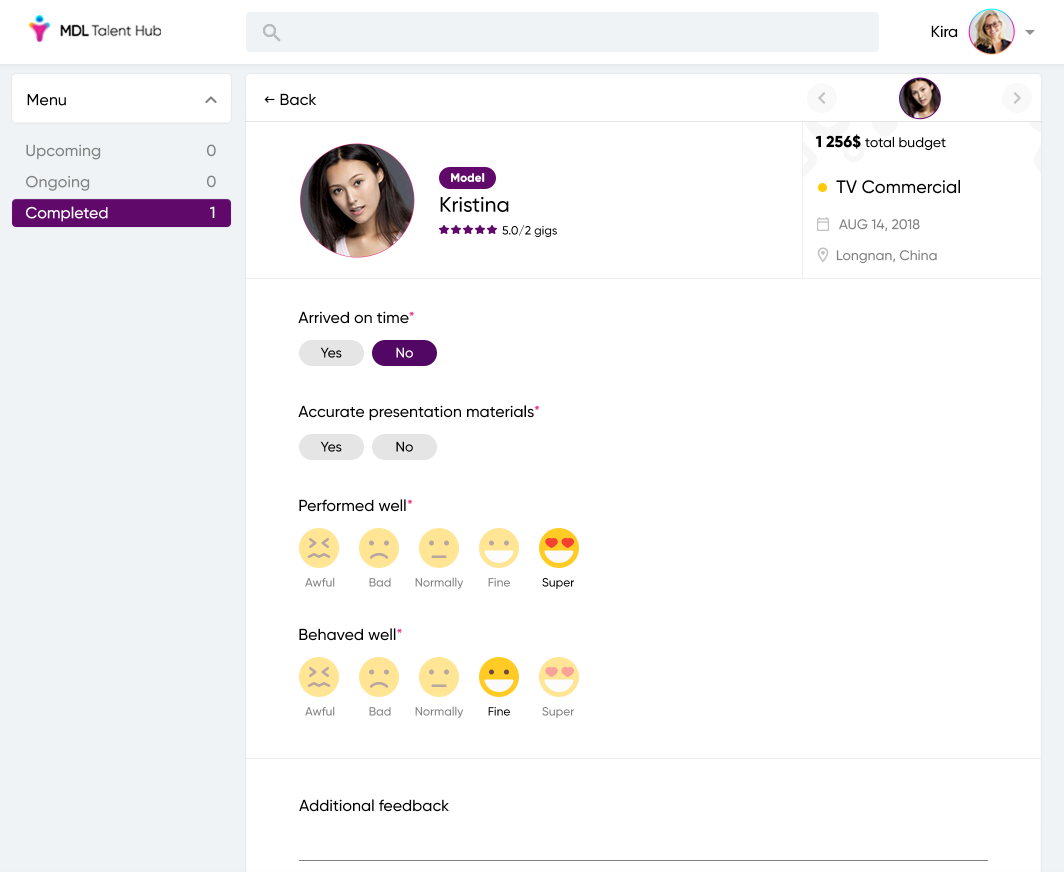 MDL Talent Hub
Kira
Menu
← Back
Upcoming 0
Ongoing 0
Completed 1
Model
Kristina
5.0/2 gigs
1 256$ total budget
TV Commercial
AUG 14, 2018
Longnan, China
Arrived on time*
Yes No
Accurate presentation materials*
Yes No
Performed well*
Awful Bad Normally Fine Super
Behaved well*
Awful Bad Normally Fine Super
Additional feedback